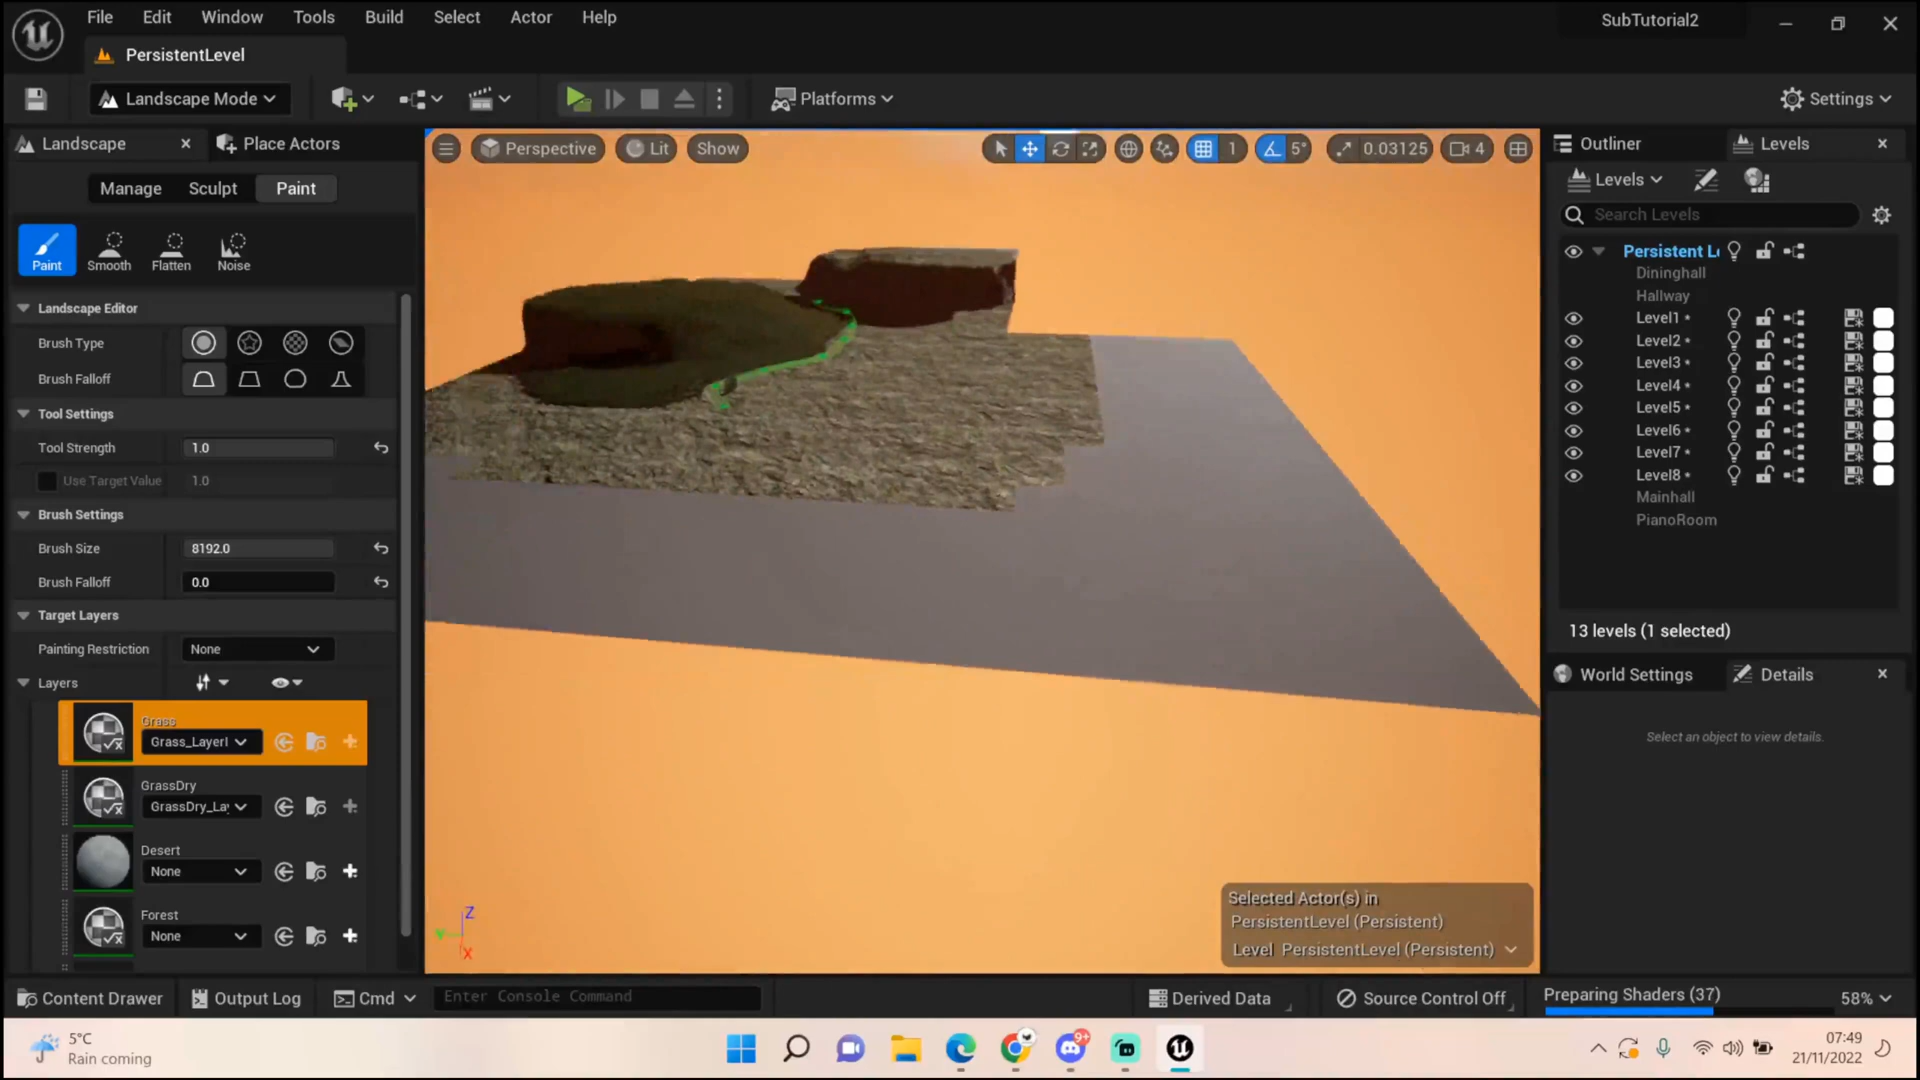 File Edit Window Tools Build Select Actor Help
SubTutorial2
PersistentLevel
Landscape Mode
Platforms
Settings
Landscape
Place Actors
Manage Sculpt Paint
Paint Smooth Flatten Noise
Landscape Editor
Brush Type
Brush Falloff
Tool Settings
Tool Strength 1.0
Use Target Value 1.0
Brush Settings
Brush Size 8192.0
Brush Falloff 0.0
Target Layers
Painting Restriction None
Layers
Grass
Grass_LayerI
GrassDry
GrassDry_Lay
Desert
None
Forest
None
Perspective Lit Show
1 5° 0.03125 4
Z
X
Selected Actor(s) in
PersistentLevel (Persistent)
Level PersistentLevel (Persistent)
Outliner
Levels
Levels
Search Levels
Persistent Le
Dininghall
Hallway
Level1 *
Level2 *
Level3 *
Level4 *
Level5 *
Level6 *
Level7 *
Level8 *
Mainhall
PianoRoom
13 levels (1 selected)
World Settings
Details
Select an object to view details.
Content Drawer
Output Log
Cmd
Enter Console Command
Derived Data
Source Control Off
Preparing Shaders (37)
58%
5°C
Rain coming
9+
07:49
21/11/2022